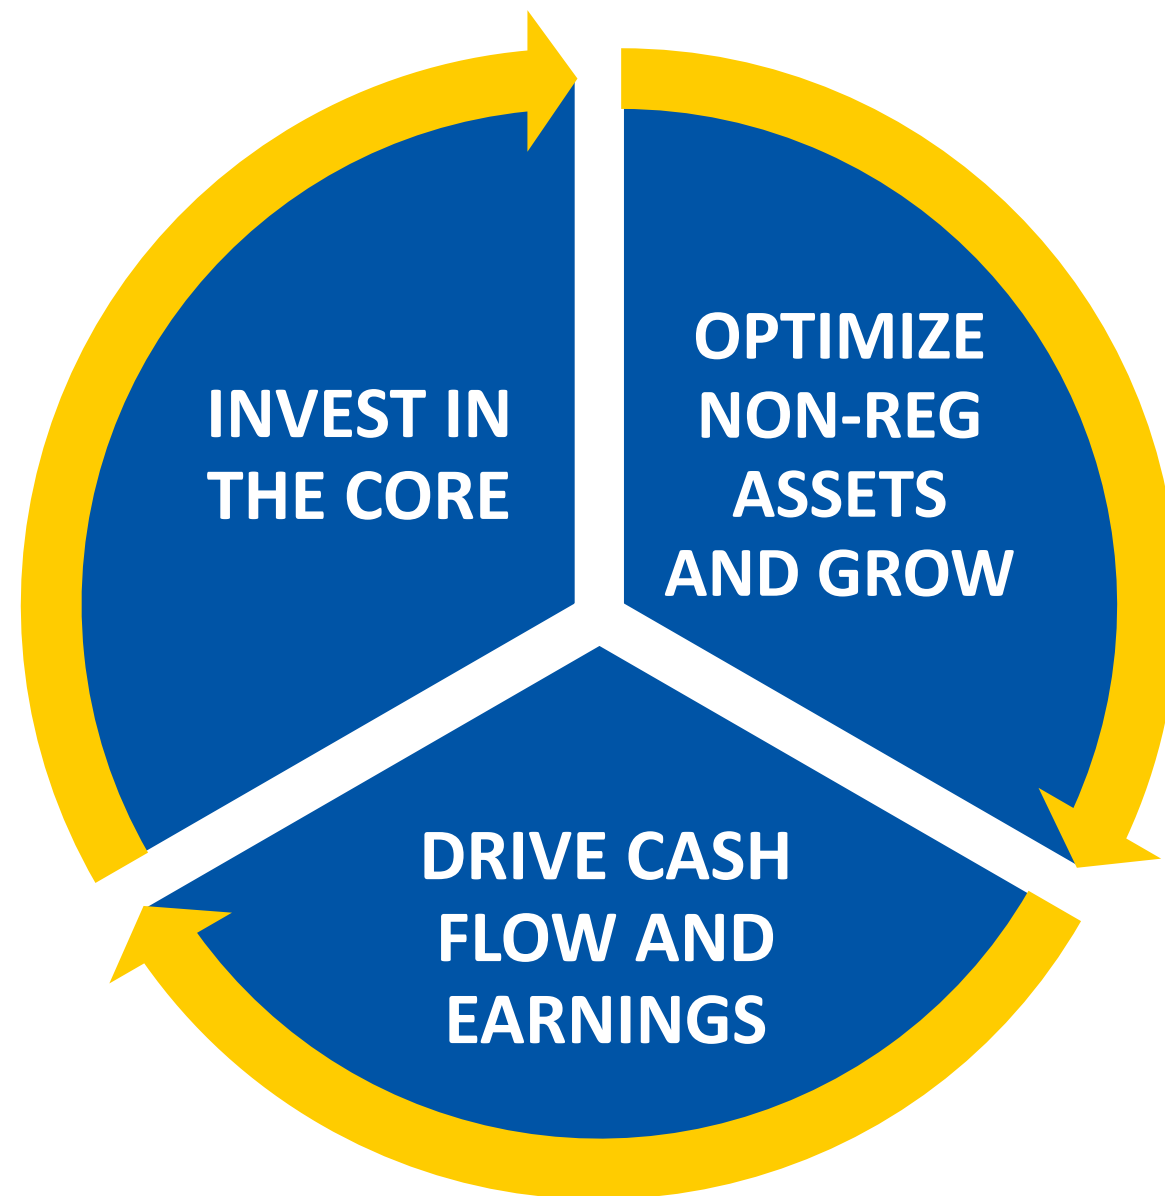 INVEST IN
THE CORE
OPTIMIZE
NON-REG
ASSETS
AND GROW
DRIVE CASH
FLOW AND
EARNINGS